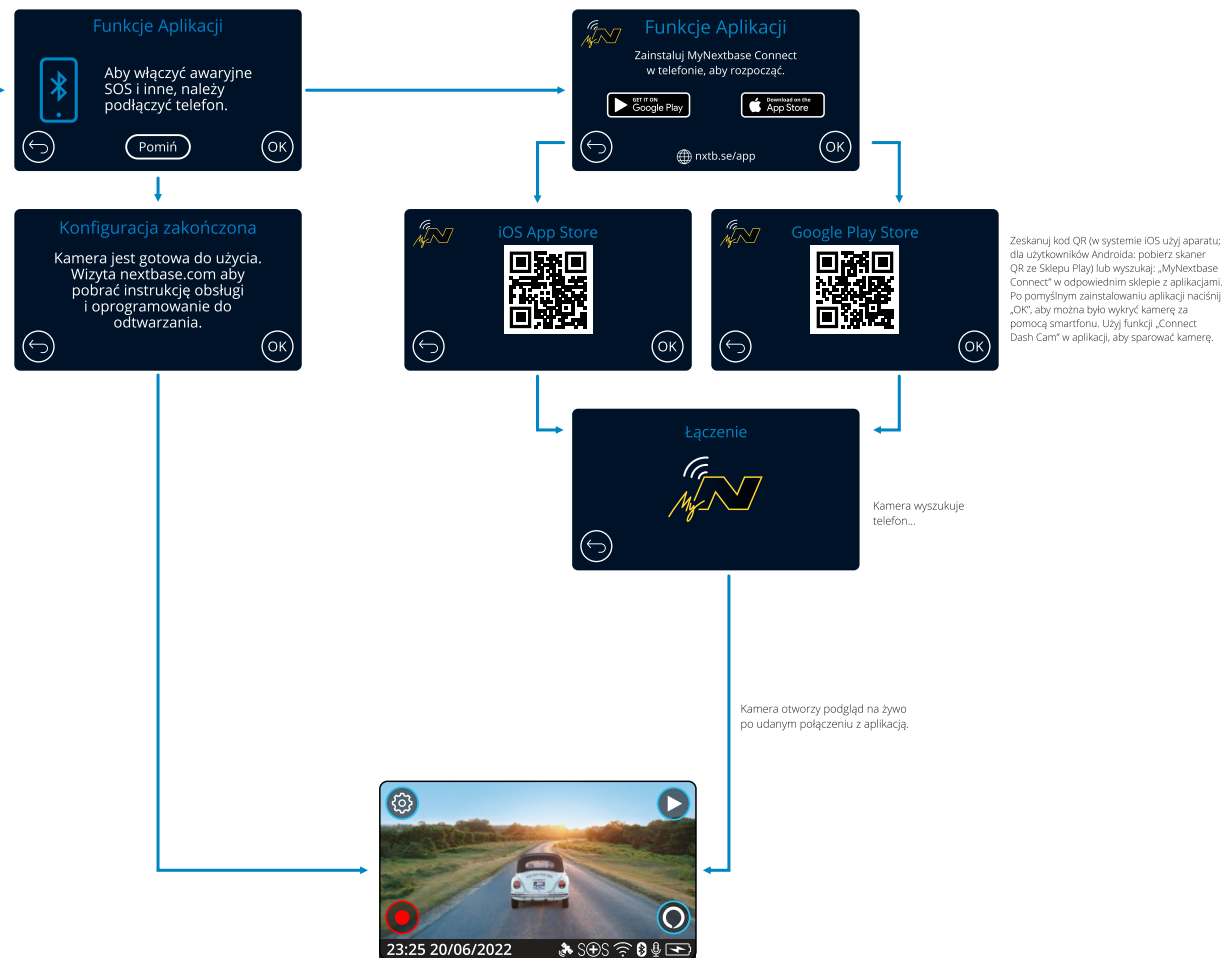 Funkcje Aplikacji
Aby włączyć awaryjne
SOS i inne, należy
podłączyć telefon.
Pomiń
OK
My N
Funkcje Aplikacji
Zainstaluj MyNextbase Connect
w telefonie, aby rozpocząć.
GET IT ON
Google Play
Download on the
App Store
nxtb.se/app
OK
Konfiguracja zakończona
Kamera jest gotowa do użycia.
Wizyta nextbase.com aby
pobrać instrukcję obsługi
i oprogramowanie do
odtwarzania.
OK
My N
iOS App Store
OK
My N
Google Play Store
OK
Zeskanuj kod QR (w systemie iOS użyj aparatu;
dla użytkowników Androida: pobierz skaner
QR ze Sklepu Play) lub wyszukaj: „MyNextbase
Connect” w odpowiednim sklepie z aplikacjami.
Po pomyślnym zainstalowaniu aplikacji naciśnij
„OK”, aby można było wykryć kamerę za
pomocą smartfonu. Użyj funkcji „Connect
Dash Cam” w aplikacji, aby sparować kamerę.
Łączenie
My N
Kamera wyszukuje
telefon...
Kamera otworzy podgląd na żywo
po udanym połączeniu z aplikacją.
23:25 20/06/2022
SOS